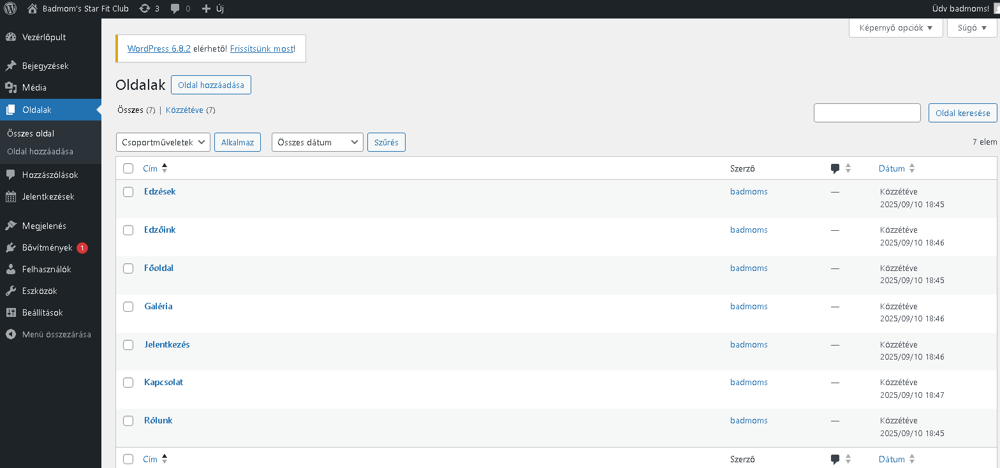 Badmom's Star Fit Club 3 0 Új Üdv badmoms!
Képernyő opciók Súgó
Vezérlőpult
Bejegyzések
Média
Oldalak
Összes oldal
Oldal hozzáadása
Hozzászólások
Jelentkezések
Megjelenés
Bővítmények 1
Felhasználók
Eszközök
Beállítások
Menü összezárása
WordPress 6.8.2 elérhető! Frissítsünk most!
Oldalak Oldal hozzáadása
Összes (7) | Közzétéve (7)
Oldal keresése
Csoportműveletek Alkalmaz Összes dátum Szűrés 7 elem
Cím Szerző Dátum
Edzések badmoms — Közzétéve
2025/09/10 18:45
Edzőink badmoms — Közzétéve
2025/09/10 18:46
Főoldal badmoms — Közzétéve
2025/09/10 18:45
Galéria badmoms — Közzétéve
2025/09/10 18:46
Jelentkezés badmoms — Közzétéve
2025/09/10 18:46
Kapcsolat badmoms — Közzétéve
2025/09/10 18:47
Rólunk badmoms — Közzétéve
2025/09/10 18:45
Cím Szerző Dátum